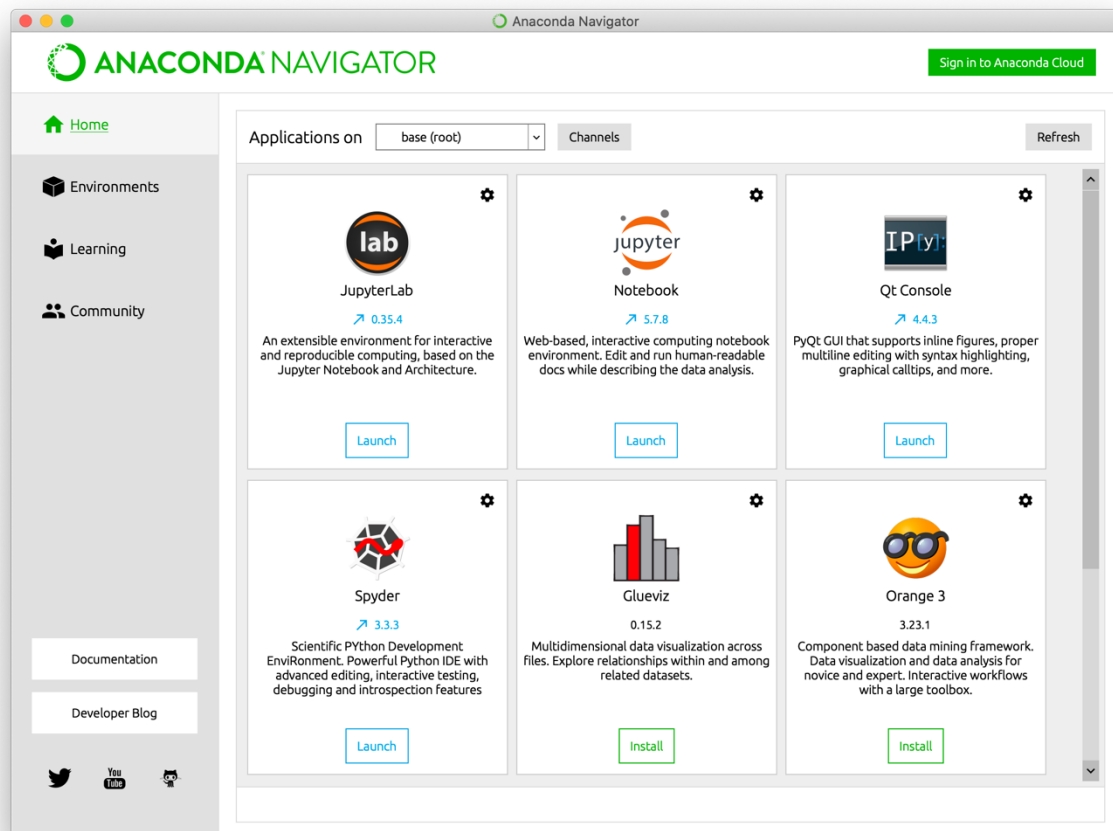 Anaconda Navigator
ANACONDA NAVIGATOR
Sign in to Anaconda Cloud
Home
Environments
Learning
Community
Documentation
Developer Blog
You
Tube
Applications on
base (root)
Channels
Refresh
lab
JupyterLab
0.35.4
An extensible environment for interactive
and reproducible computing, based on the
Jupyter Notebook and Architecture.
Launch
jupyter
Notebook
5.7.8
Web-based, interactive computing notebook
environment. Edit and run human-readable
docs while describing the data analysis.
Launch
IP[y]:
Qt Console
4.4.3
PyQt GUI that supports inline figures, proper
multiline editing with syntax highlighting,
graphical calltips, and more.
Launch
Spyder
3.3.3
Scientific PYthon Development
EnviRonment. Powerful Python IDE with
advanced editing, interactive testing,
debugging and introspection features
Launch
Glueviz
0.15.2
Multidimensional data visualization across
files. Explore relationships within and among
related datasets.
Install
Orange 3
3.23.1
Component based data mining framework.
Data visualization and data analysis for
novice and expert. Interactive workflows
with a large toolbox.
Install